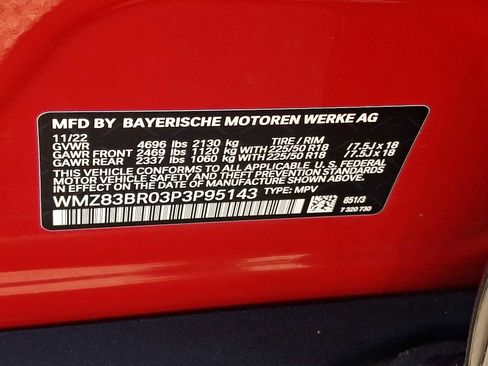 MFD BY BAYERISCHE MOTOREN WERKE AG
11/22
GVWR 4696 lbs 2130 kg TIRE / RIM
GAWR FRONT 2469 lbs 1120 kg WITH 225/50 R18 / 7.5J x 18
GAWR REAR 2337 lbs 1060 kg WITH 225/50 R18 / 7.5J x 18
THIS VEHICLE CONFORMS TO ALL APPLICABLE U. S. FEDERAL
MOTOR VEHICLE SAFETY, BUMPER, AND THEFT PREVENTION STANDARDS
IN EFFECT ON THE DATE OF MANUFACTURE SHOWN ABOVE.
WMZ83BR03P3P95143 TYPE: MPV
851/3
7 320 730